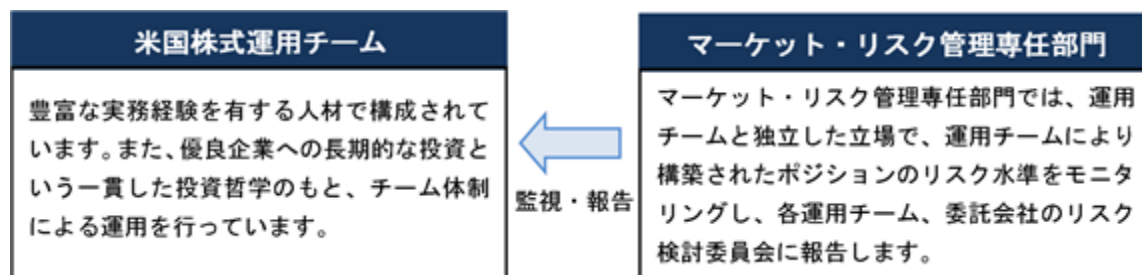 米国株式運用チーム
豊富な実務経験を有する人材で構成されて
います。また、優良企業への長期的な投資と
いう一貫した投資哲学のもと、チーム体制
による運用を行っています。
監視・報告
マーケット・リスク管理専任部門
マーケット・リスク管理専任部門では、運用
チームと独立した立場で、運用チームにより
構築されたポジションのリスク水準をモニタ
リングし、各運用チーム、委託会社のリスク
検討委員会に報告します。